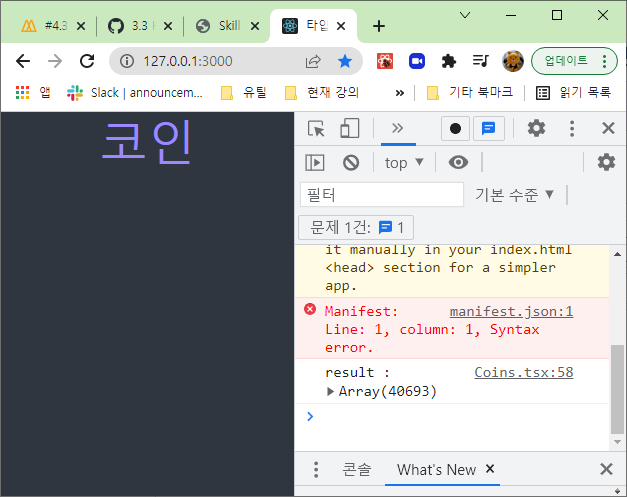 #4.3
3.3
Skill
타입
127.0.0.1:3000
업데이트
앱
Slack | announcem...
유틸
현재 강의
»
기타 북마크
읽기 목록
코인
»
top ▼
필터
기본 수준 ▼
문제 1건: 1
it manually in your index.html
<head> section for a simpler
app.
Manifest: manifest.json:1
Line: 1, column: 1, Syntax
error.
result : Coins.tsx:58
▶ Array(40693)
콘솔
What's New